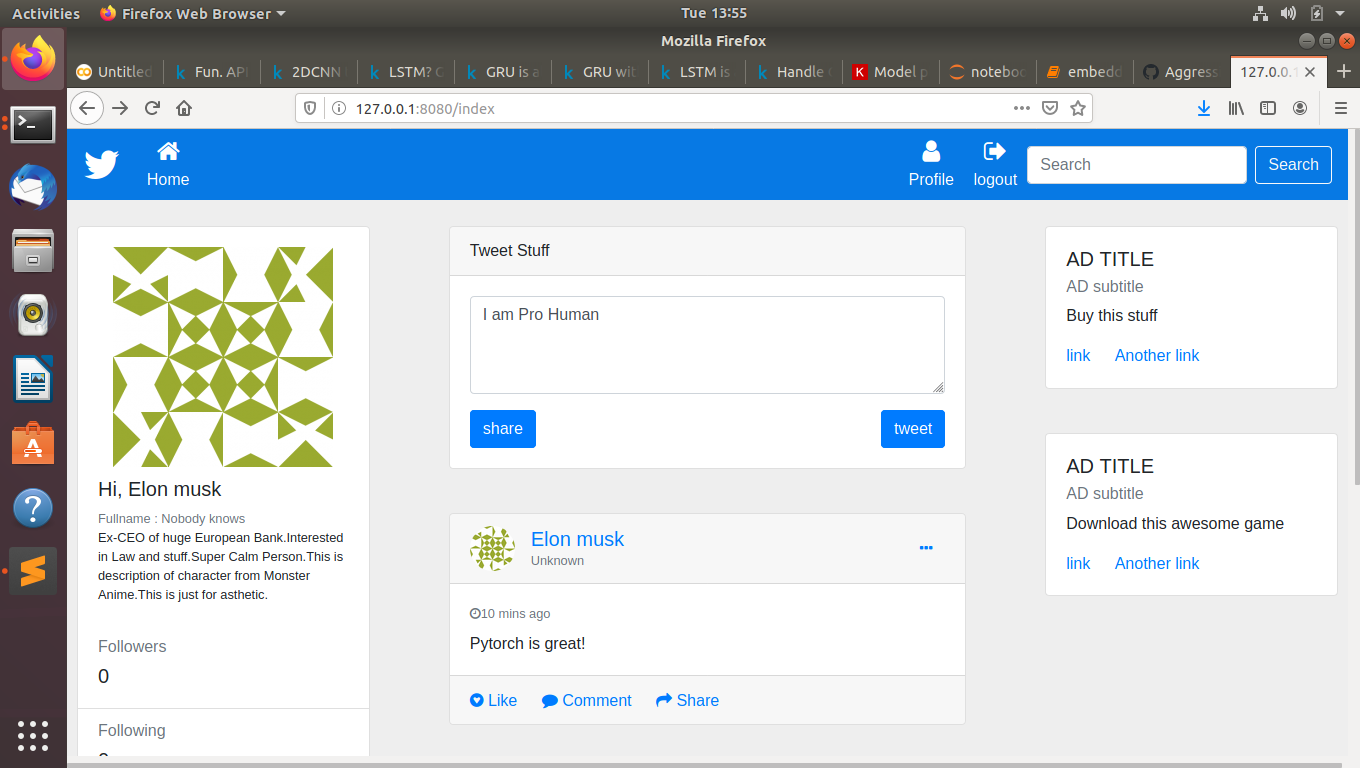 Activities Firefox Web Browser Tue 13:55
Mozilla Firefox
Untitled Fun. API 2DCNN LSTM? GRU is a GRU wit LSTM is Handle Model p noteboo embedd Aggress 127.0.0.1
127.0.0.1:8080/index
Home Profile logout Search Search
Hi, Elon musk
Fullname : Nobody knows
Ex-CEO of huge European Bank.Interested
in Law and stuff.Super Calm Person.This is
description of character from Monster
Anime.This is just for asthetic.
Followers
0
Following
Tweet Stuff
I am Pro Human
share tweet
Elon musk
Unknown
10 mins ago
Pytorch is great!
Like Comment Share
AD TITLE
AD subtitle
Buy this stuff
link Another link
AD TITLE
AD subtitle
Download this awesome game
link Another link